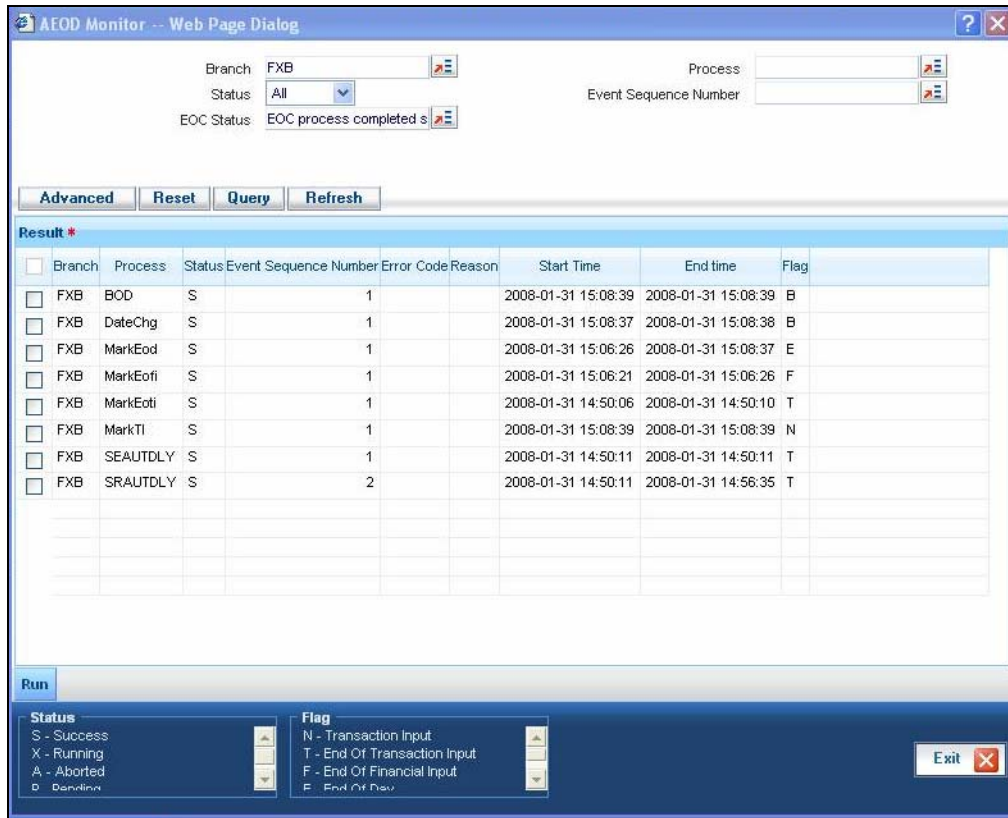 AEOD Monitor -- Web Page Dialog
Branch FXB Process
Status All Event Sequence Number
EOC Status EOC process completed s
Advanced Reset Query Refresh
Result *
Branch Process Status Event Sequence Number Error Code Reason Start Time End time Flag
FXB BOD S 1 2008-01-31 15:08:39 2008-01-31 15:08:39 B
FXB DateChg S 1 2008-01-31 15:08:37 2008-01-31 15:08:38 B
FXB MarkEod S 1 2008-01-31 15:06:26 2008-01-31 15:08:37 E
FXB MarkEofi S 1 2008-01-31 15:06:21 2008-01-31 15:06:26 F
FXB MarkEoti S 1 2008-01-31 14:50:06 2008-01-31 14:50:10 T
FXB MarkTI S 1 2008-01-31 15:08:39 2008-01-31 15:08:39 N
FXB SEAUTDLY S 1 2008-01-31 14:50:11 2008-01-31 14:50:11 T
FXB SRAUTDLY S 2 2008-01-31 14:50:11 2008-01-31 14:56:35 T
Run
Status
S - Success
X - Running
A - Aborted
P - Pending
Flag
N - Transaction Input
T - End Of Transaction Input
F - End Of Financial Input
E - End Of Day
Exit